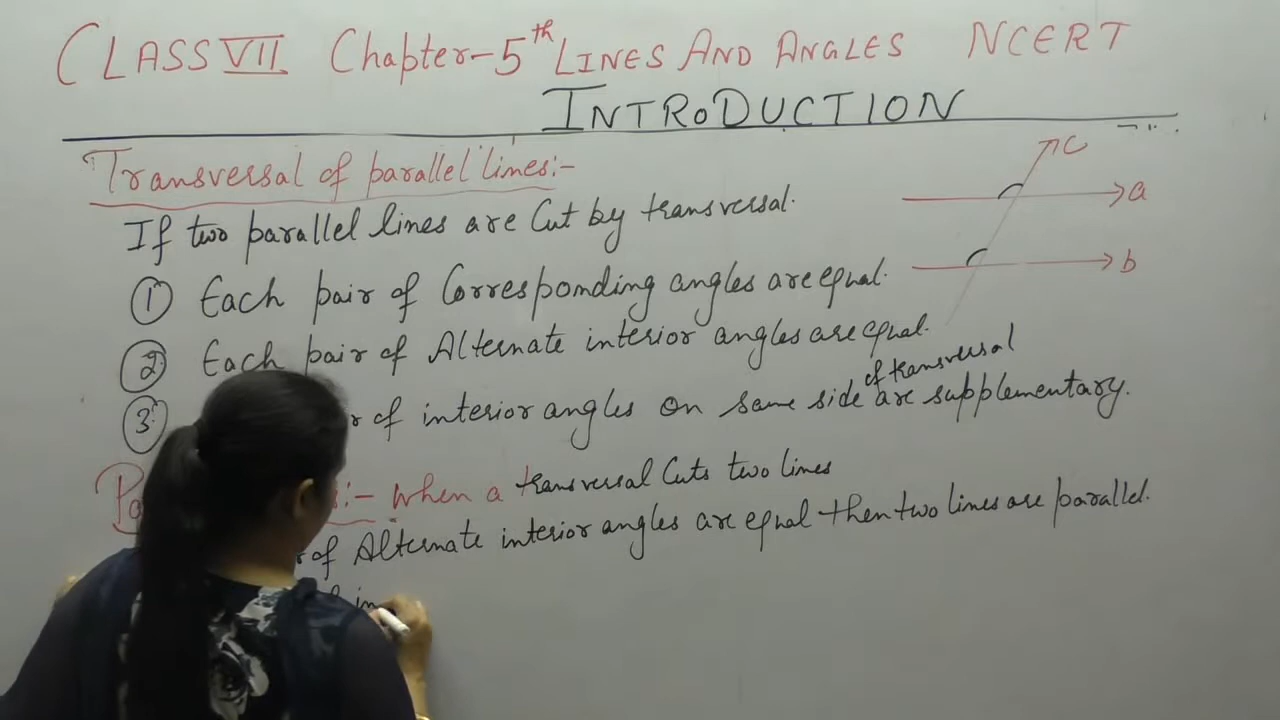 CLASS VII Chapter-5th LINES AND ANGLES NCERT
INTRODUCTION
Transversal of parallel lines:-
If two parallel lines are Cut by transversal.
① Each pair of Corresponding angles are equal.
② Each pair of Alternate interior angles are equal.
③ of interior angles on same side of transversal are supplementary.
:- When a transversal Cuts two lines
of Alternate interior angles are equal then two lines are parallel.
c
a
b